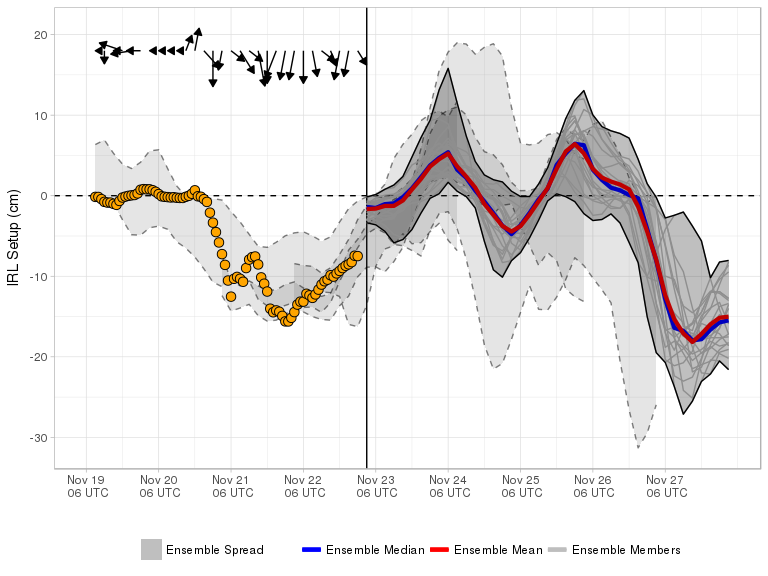 IRL Setup (cm)
20
10
0
-10
-20
-30
Nov 19 Nov 20 Nov 21 Nov 22 Nov 23 Nov 24 Nov 25 Nov 26 Nov 27
06 UTC 06 UTC 06 UTC 06 UTC 06 UTC 06 UTC 06 UTC 06 UTC 06 UTC
Ensemble Spread Ensemble Median Ensemble Mean Ensemble Members